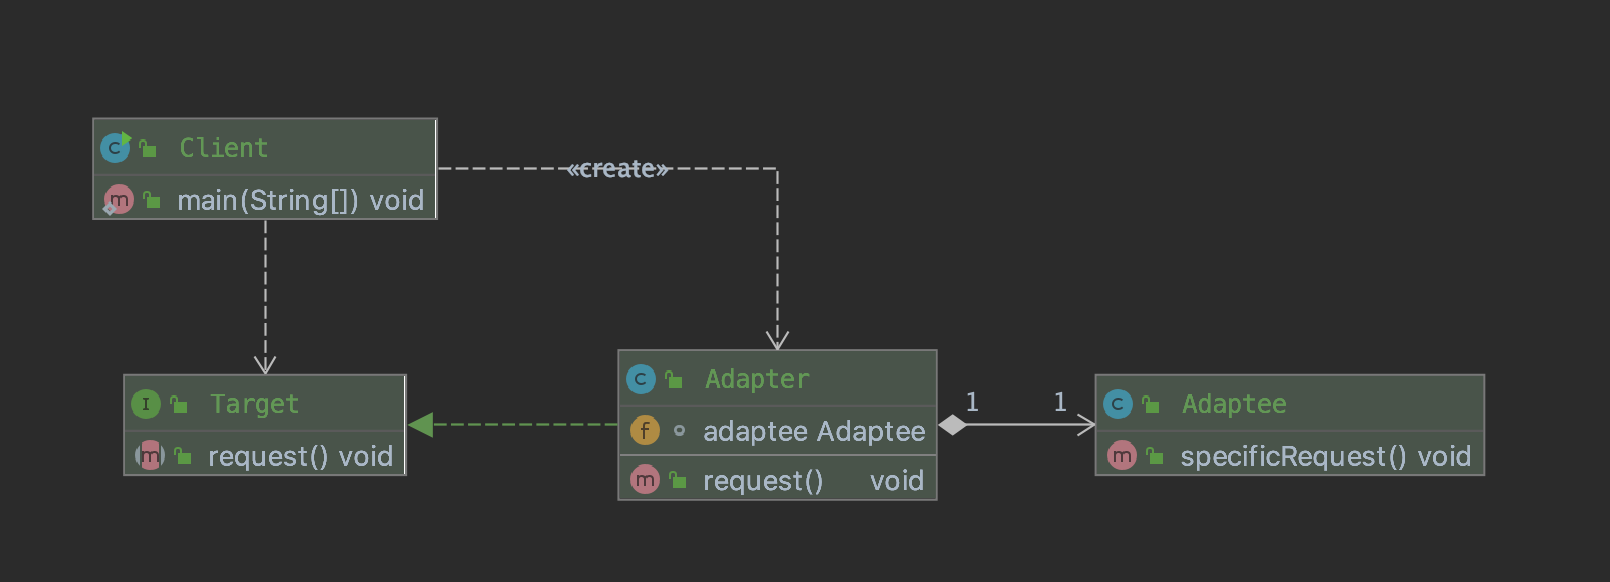 C Client
m main(String[]) void
«create»
I Target
m request() void
C Adapter
f adaptee Adaptee
m request() void
1 1
C Adaptee
m specificRequest() void